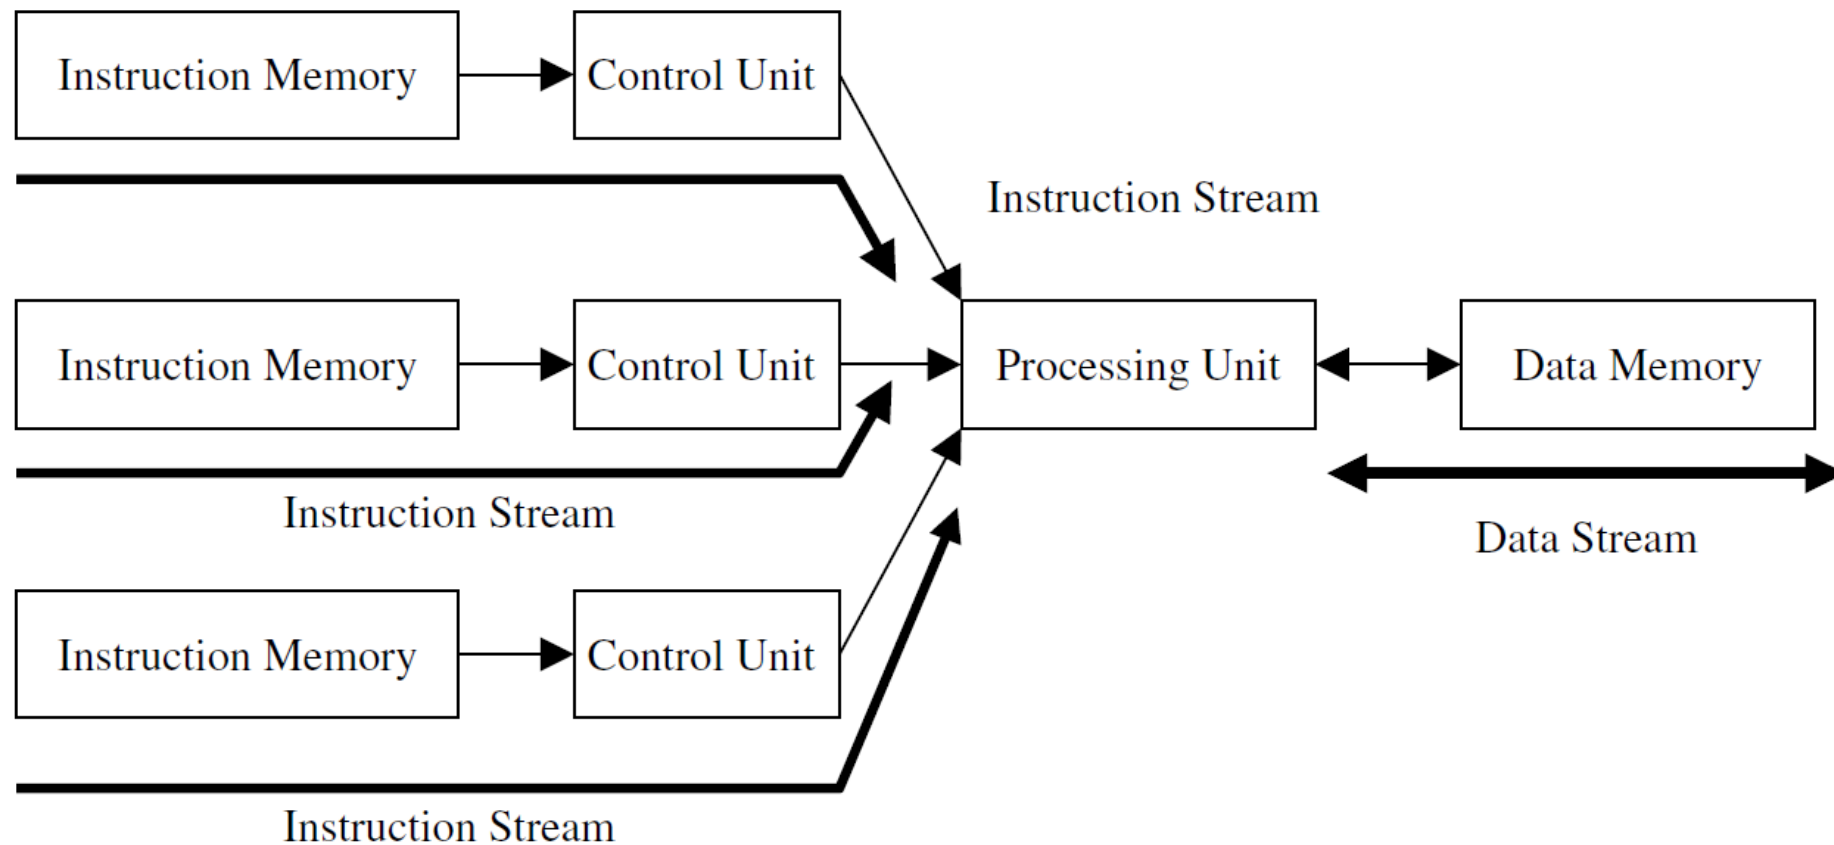 Instruction Memory
Control Unit
Instruction Stream
Instruction Memory
Control Unit
Processing Unit
Data Memory
Instruction Stream
Data Stream
Instruction Memory
Control Unit
Instruction Stream